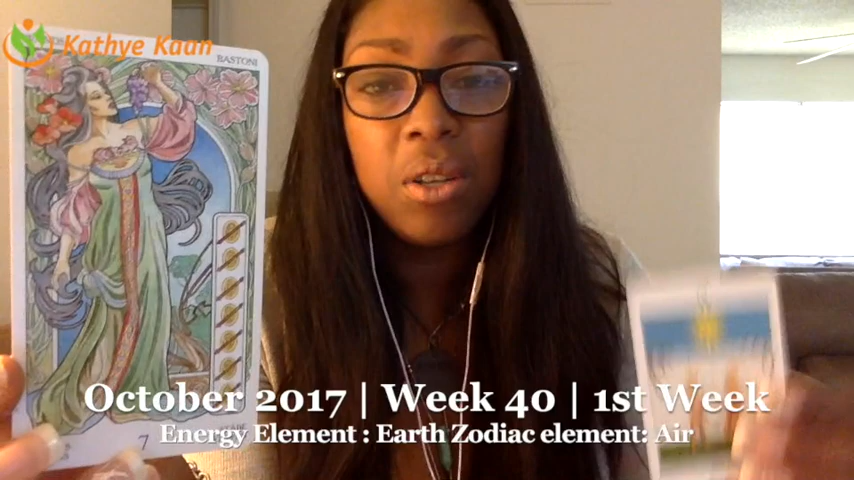 Kathye Kaan
BASTONI
7
October 2017 | Week 40 | 1st Week
Energy Element : Earth Zodiac element: Air